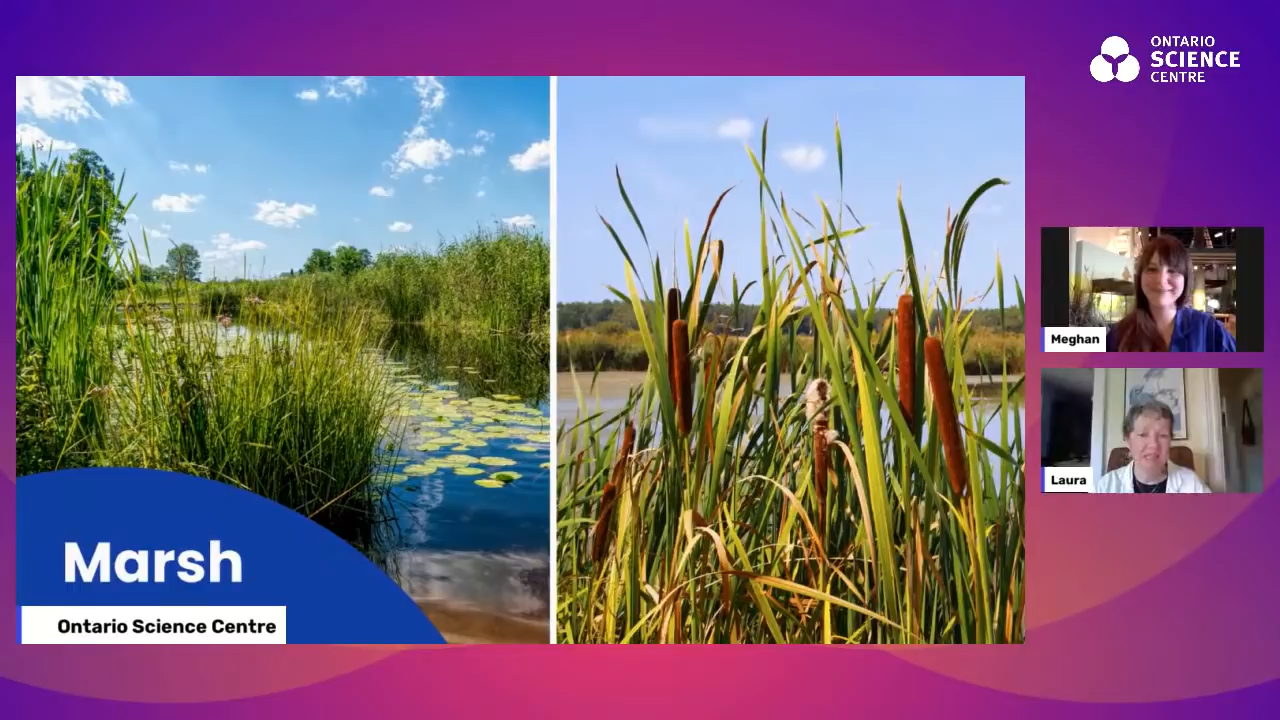 ONTARIO
SCIENCE
CENTRE
Meghan
Laura
Marsh
Ontario Science Centre